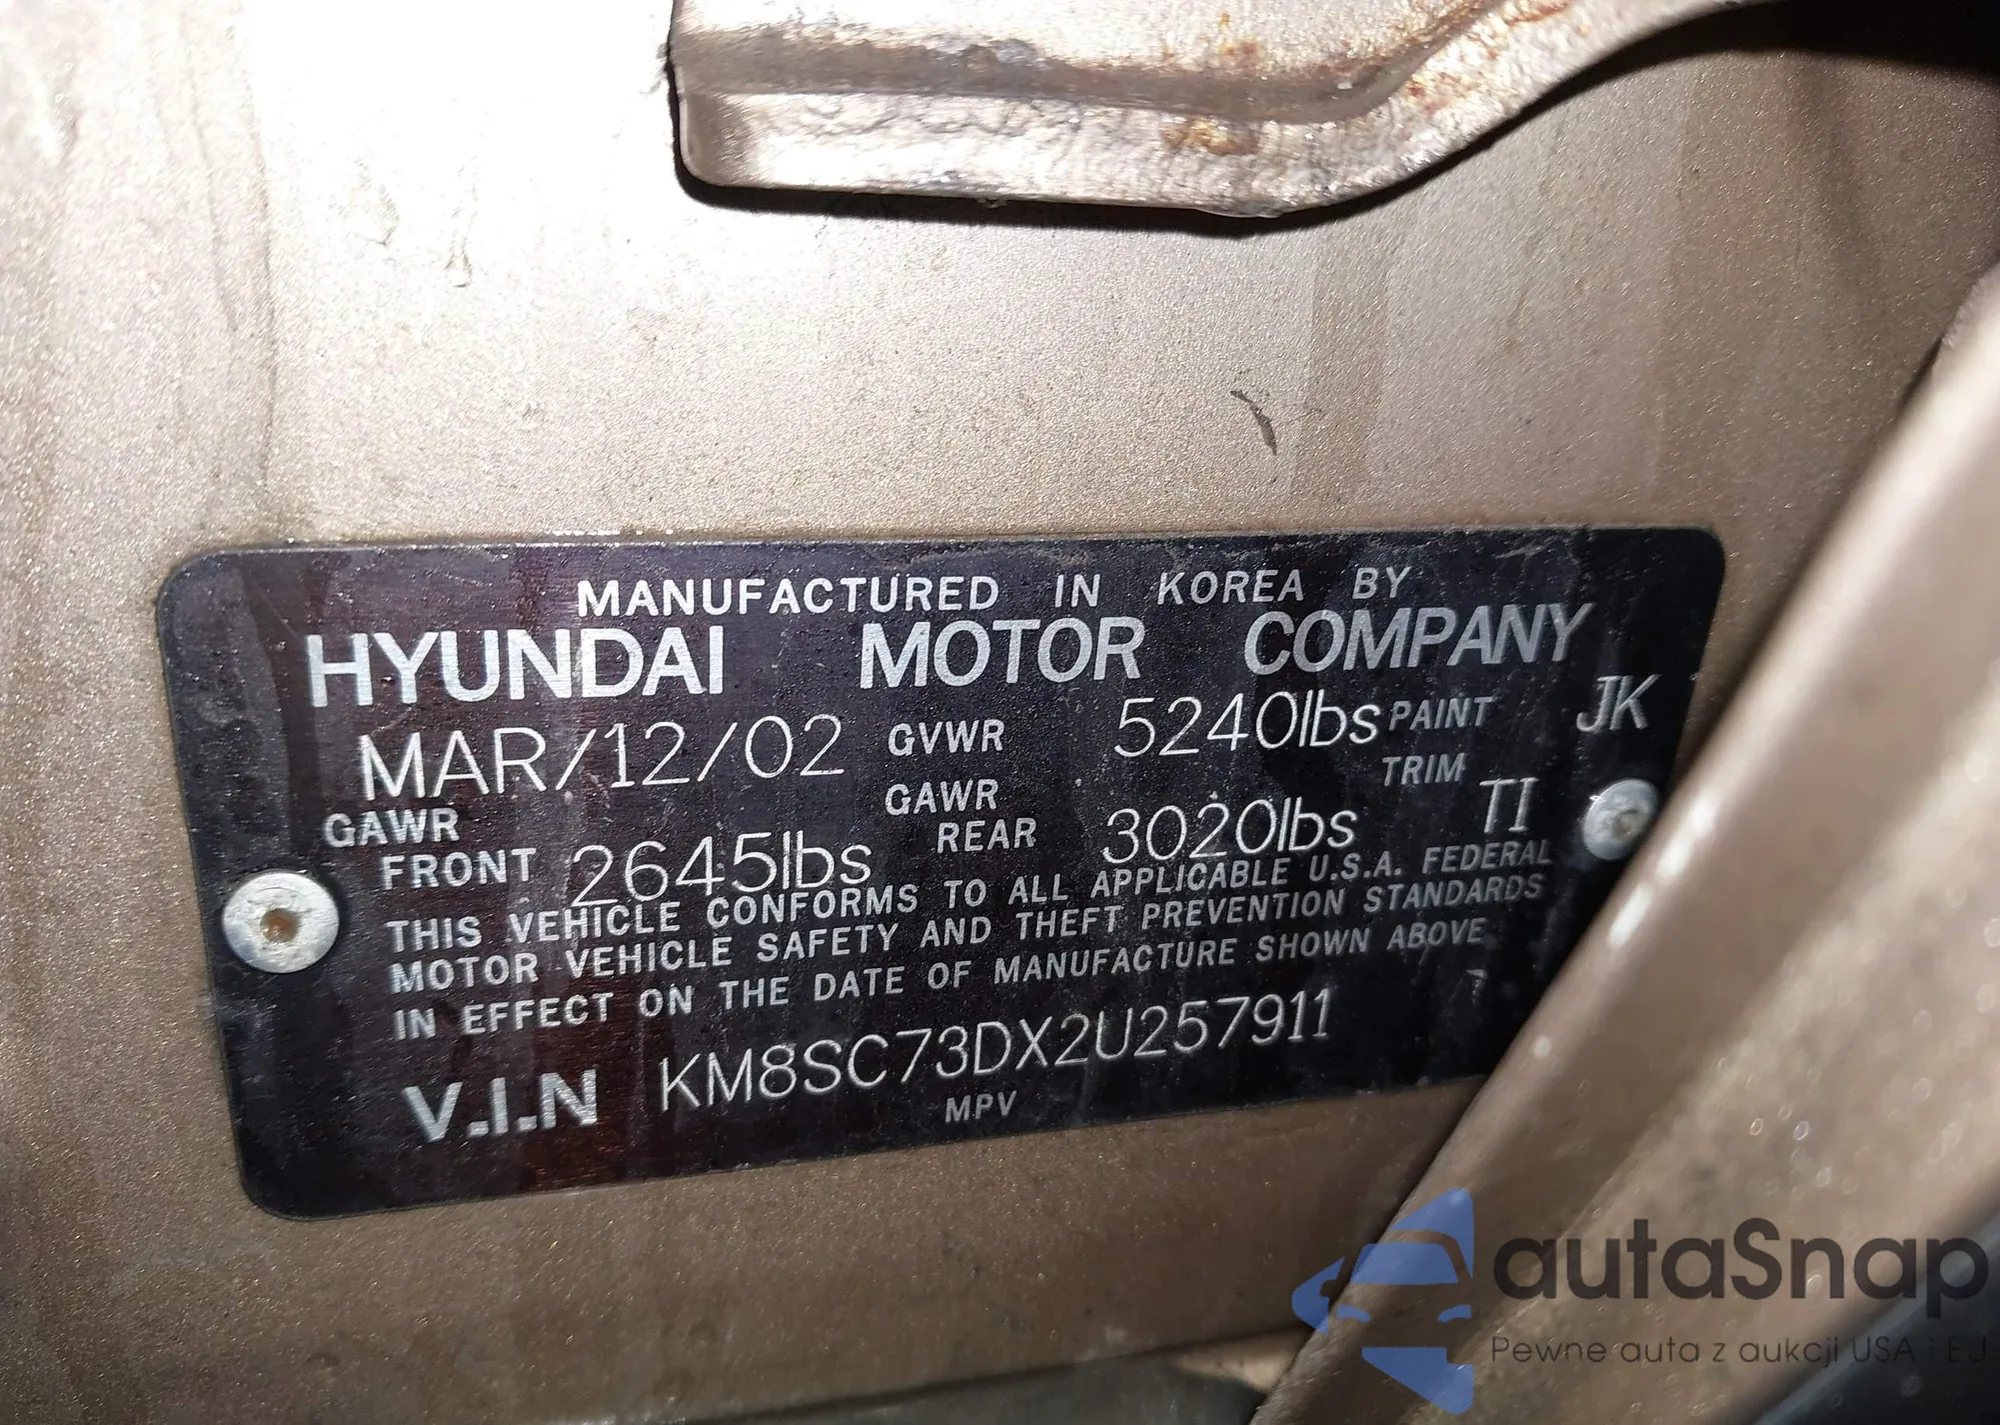 MANUFACTURED IN KOREA BY
HYUNDAI MOTOR COMPANY
MAR/12/02 GVWR 5240lbs PAINT JK
GAWR FRONT 2645lbs GAWR REAR 3020lbs TRIM TI
THIS VEHICLE CONFORMS TO ALL APPLICABLE U.S.A. FEDERAL
MOTOR VEHICLE SAFETY AND THEFT PREVENTION STANDARDS
IN EFFECT ON THE DATE OF MANUFACTURE SHOWN ABOVE
V.I.N KM8SC73DX2U257911
MPV
autaSnap
Pewne auta z aukcji USA i EU